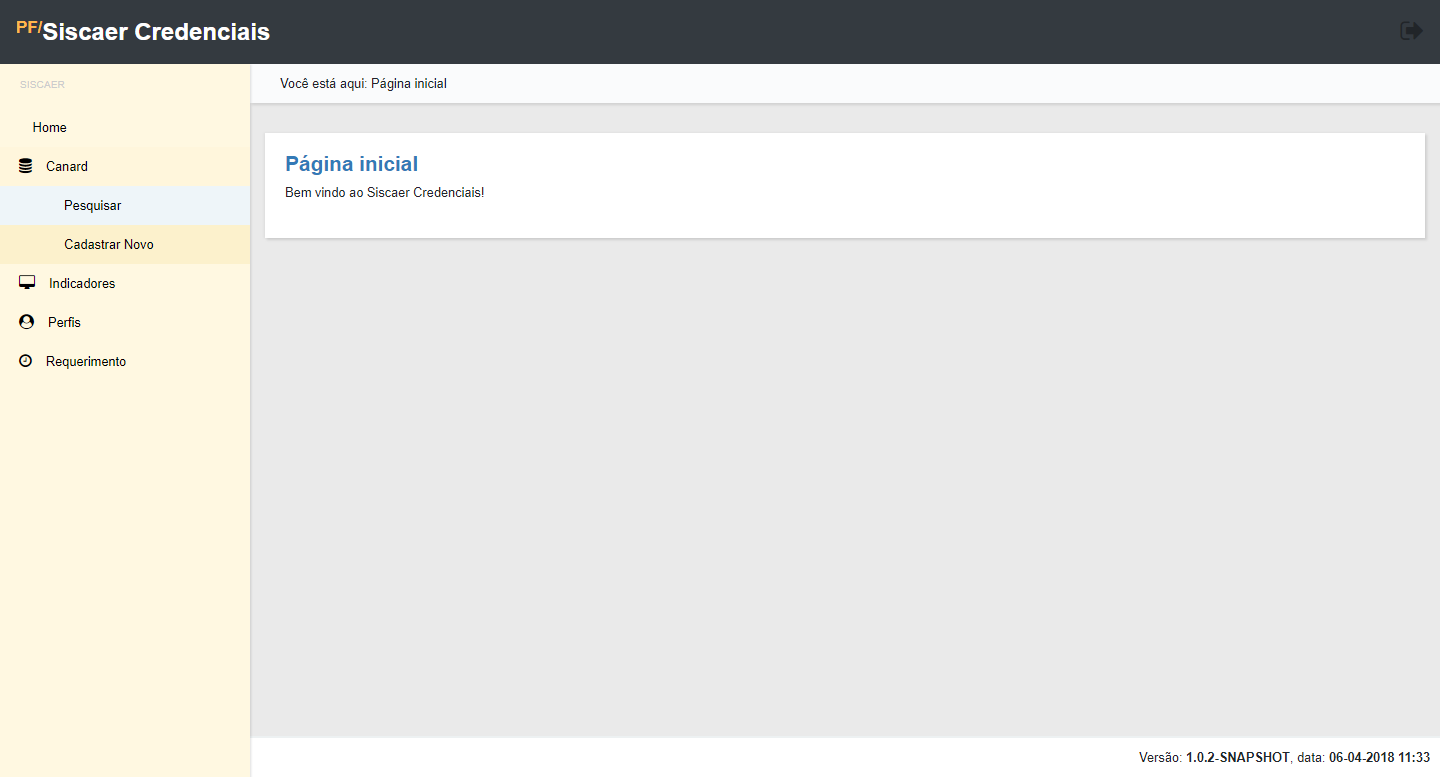 PF/Siscaer Credenciais
SISCAER
Você está aqui: Página inicial
Home
Canard
Pesquisar
Cadastrar Novo
Indicadores
Perfis
Requerimento
Página inicial
Bem vindo ao Siscaer Credenciais!
Versão: 1.0.2-SNAPSHOT, data: 06-04-2018 11:33